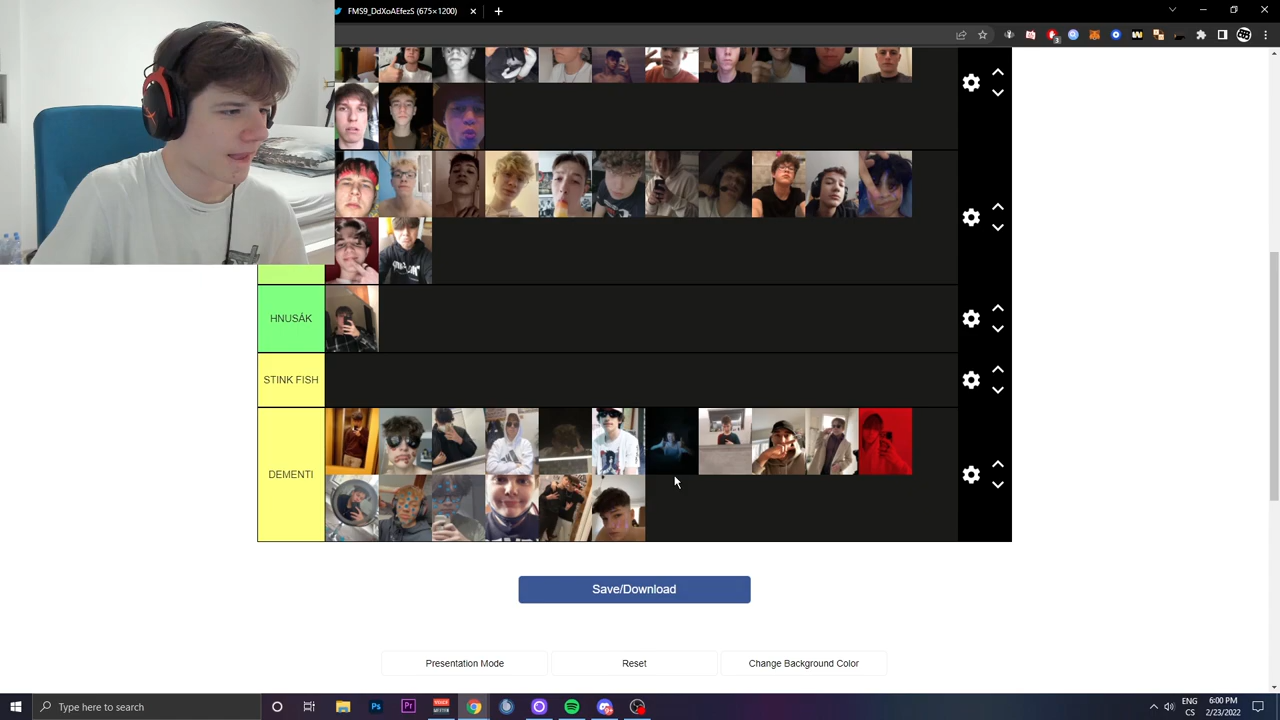 FMS9_DdXoAEfezS (675×1200)
3
HNUSÁK
STINK FISH
DEMENTI
Save/Download
Presentation Mode
Reset
Change Background Color
Type here to search
ENG
CS
6:00 PM
2/23/2022